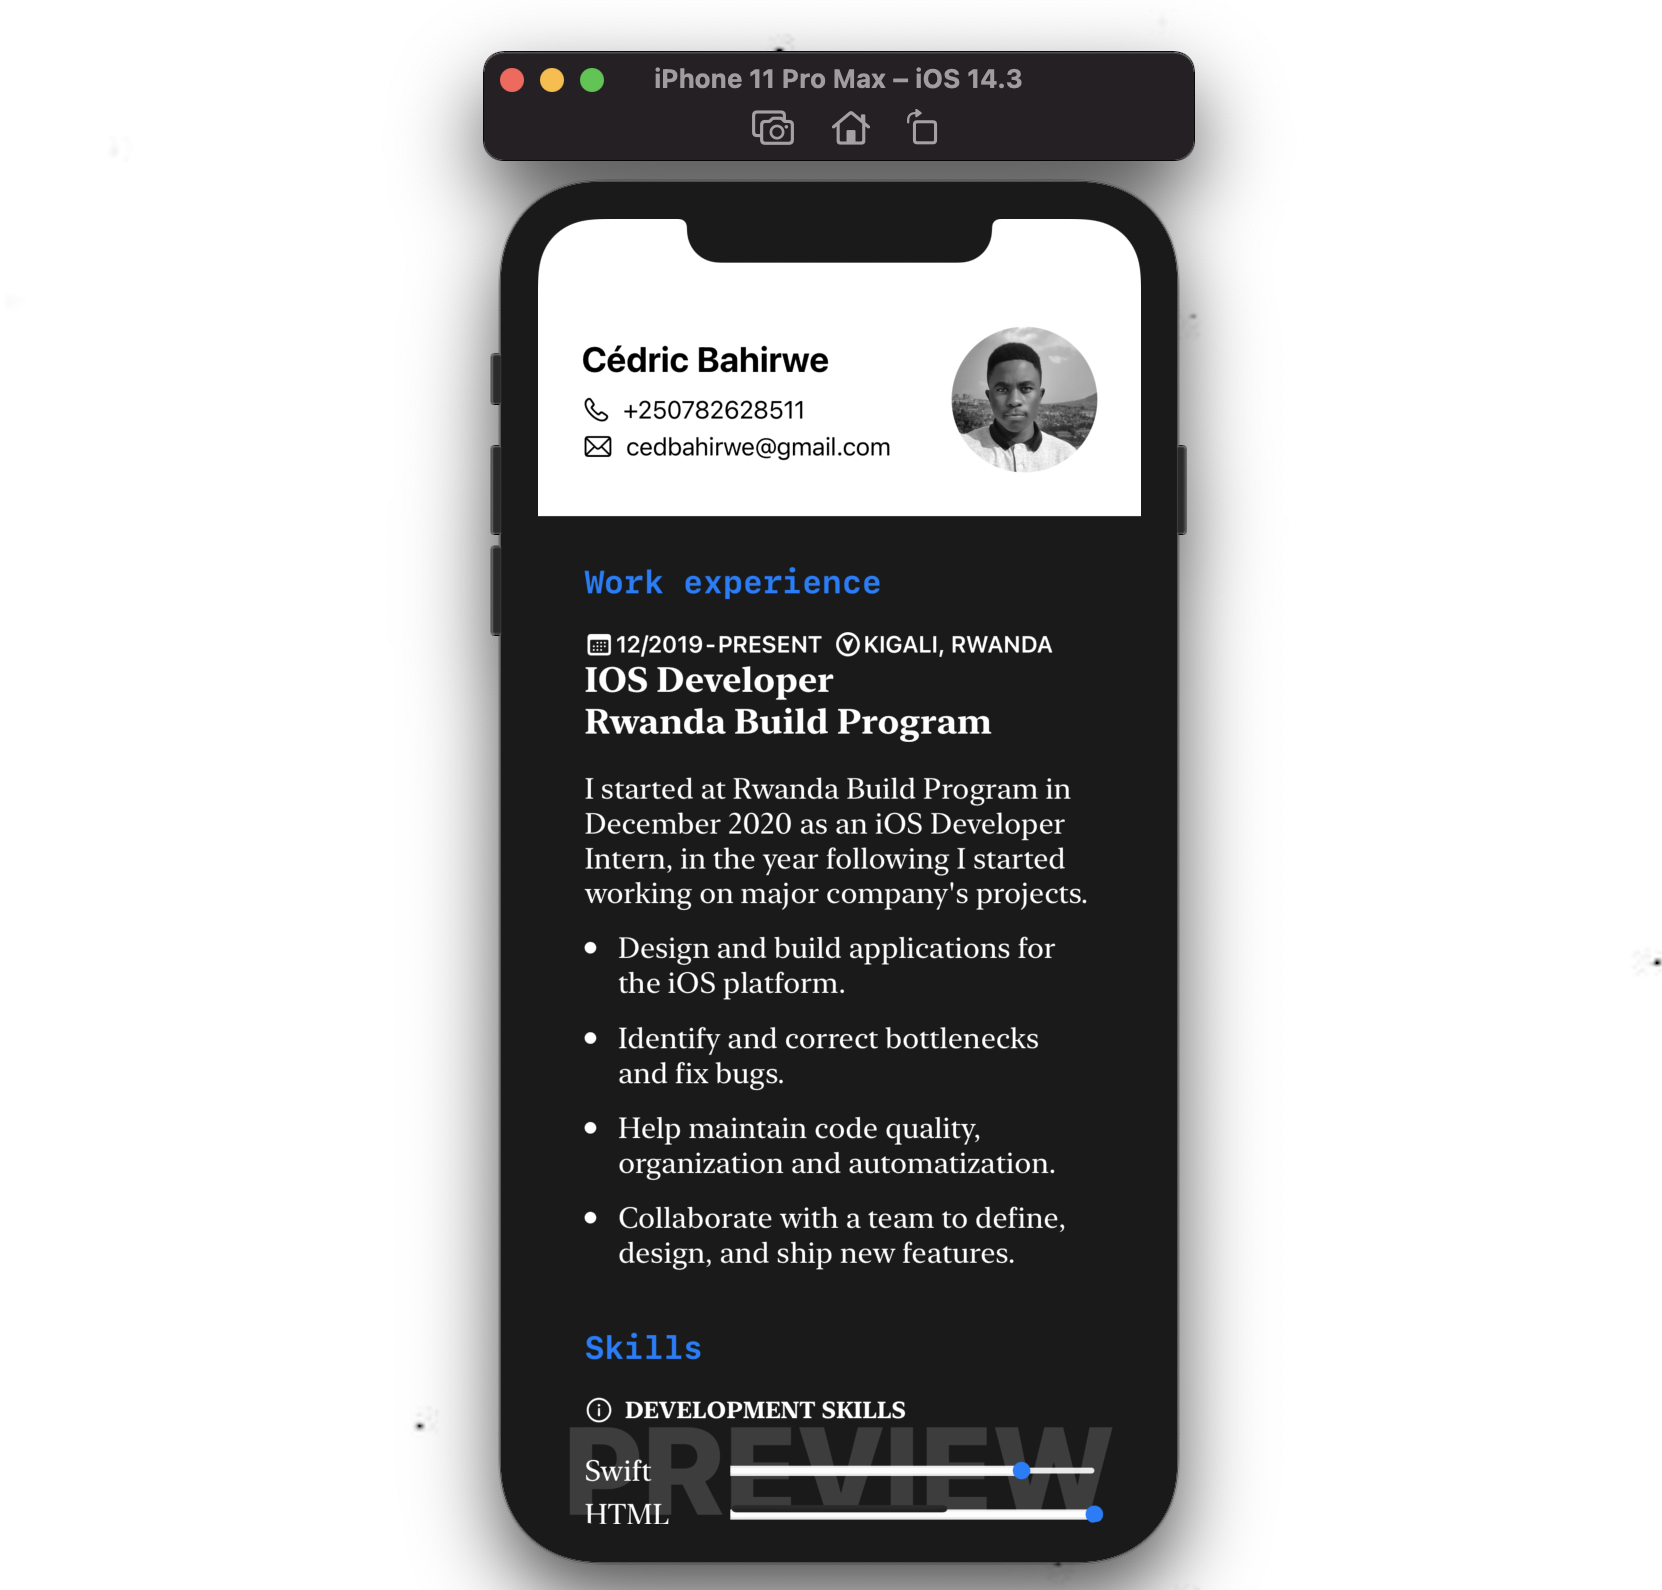 iPhone 11 Pro Max – iOS 14.3
Cédric Bahirwe
+250782628511
cedbahirwe@gmail.com
Work experience
12/2019-PRESENT KIGALI, RWANDA
IOS Developer
Rwanda Build Program
I started at Rwanda Build Program in
December 2020 as an iOS Developer
Intern, in the year following I started
working on major company's projects.
• Design and build applications for
the iOS platform.
• Identify and correct bottlenecks
and fix bugs.
• Help maintain code quality,
organization and automatization.
• Collaborate with a team to define,
design, and ship new features.
Skills
DEVELOPMENT SKILLS
PREVIEW
Swift
HTML